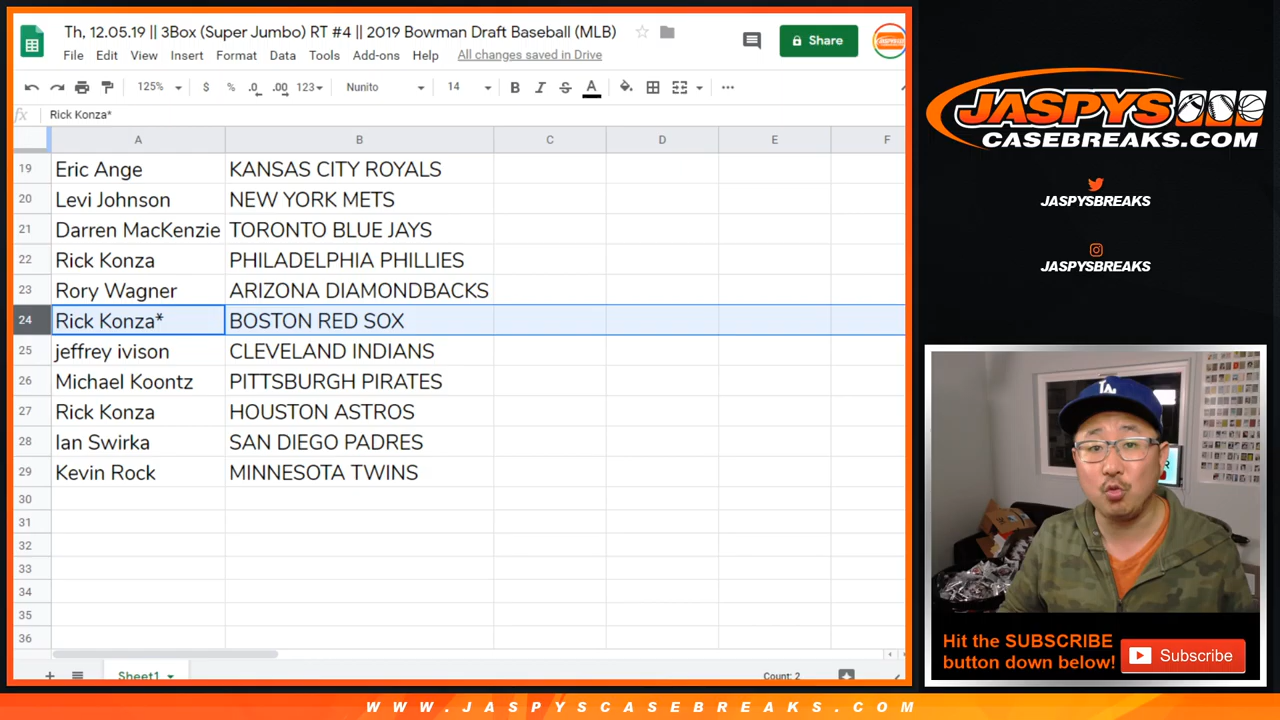 Th, 12.05.19 || 3Box (Super Jumbo) RT #4 || 2019 Bowman Draft Baseball (MLB)
File Edit View Insert Format Data Tools Add-ons Help All changes saved in Drive
Share
125% $ % .0 .00 123 Nunito 14 B I S A
fx Rick Konza*
A B C D E F
19 Eric Ange KANSAS CITY ROYALS
20 Levi Johnson NEW YORK METS
21 Darren MacKenzie TORONTO BLUE JAYS
22 Rick Konza PHILADELPHIA PHILLIES
23 Rory Wagner ARIZONA DIAMONDBACKS
24 Rick Konza* BOSTON RED SOX
25 jeffrey ivison CLEVELAND INDIANS
26 Michael Koontz PITTSBURGH PIRATES
27 Rick Konza HOUSTON ASTROS
28 Ian Swirka SAN DIEGO PADRES
29 Kevin Rock MINNESOTA TWINS
30
31
32
33
34
35
36
Sheet1 Count: 2
JASPYS
CASEBREAKS.COM
JASPYSBREAKS
JASPYSBREAKS
LA
Hit the SUBSCRIBE
button down below!
Subscribe
WWW.JASPYSCASEBREAKS.COM